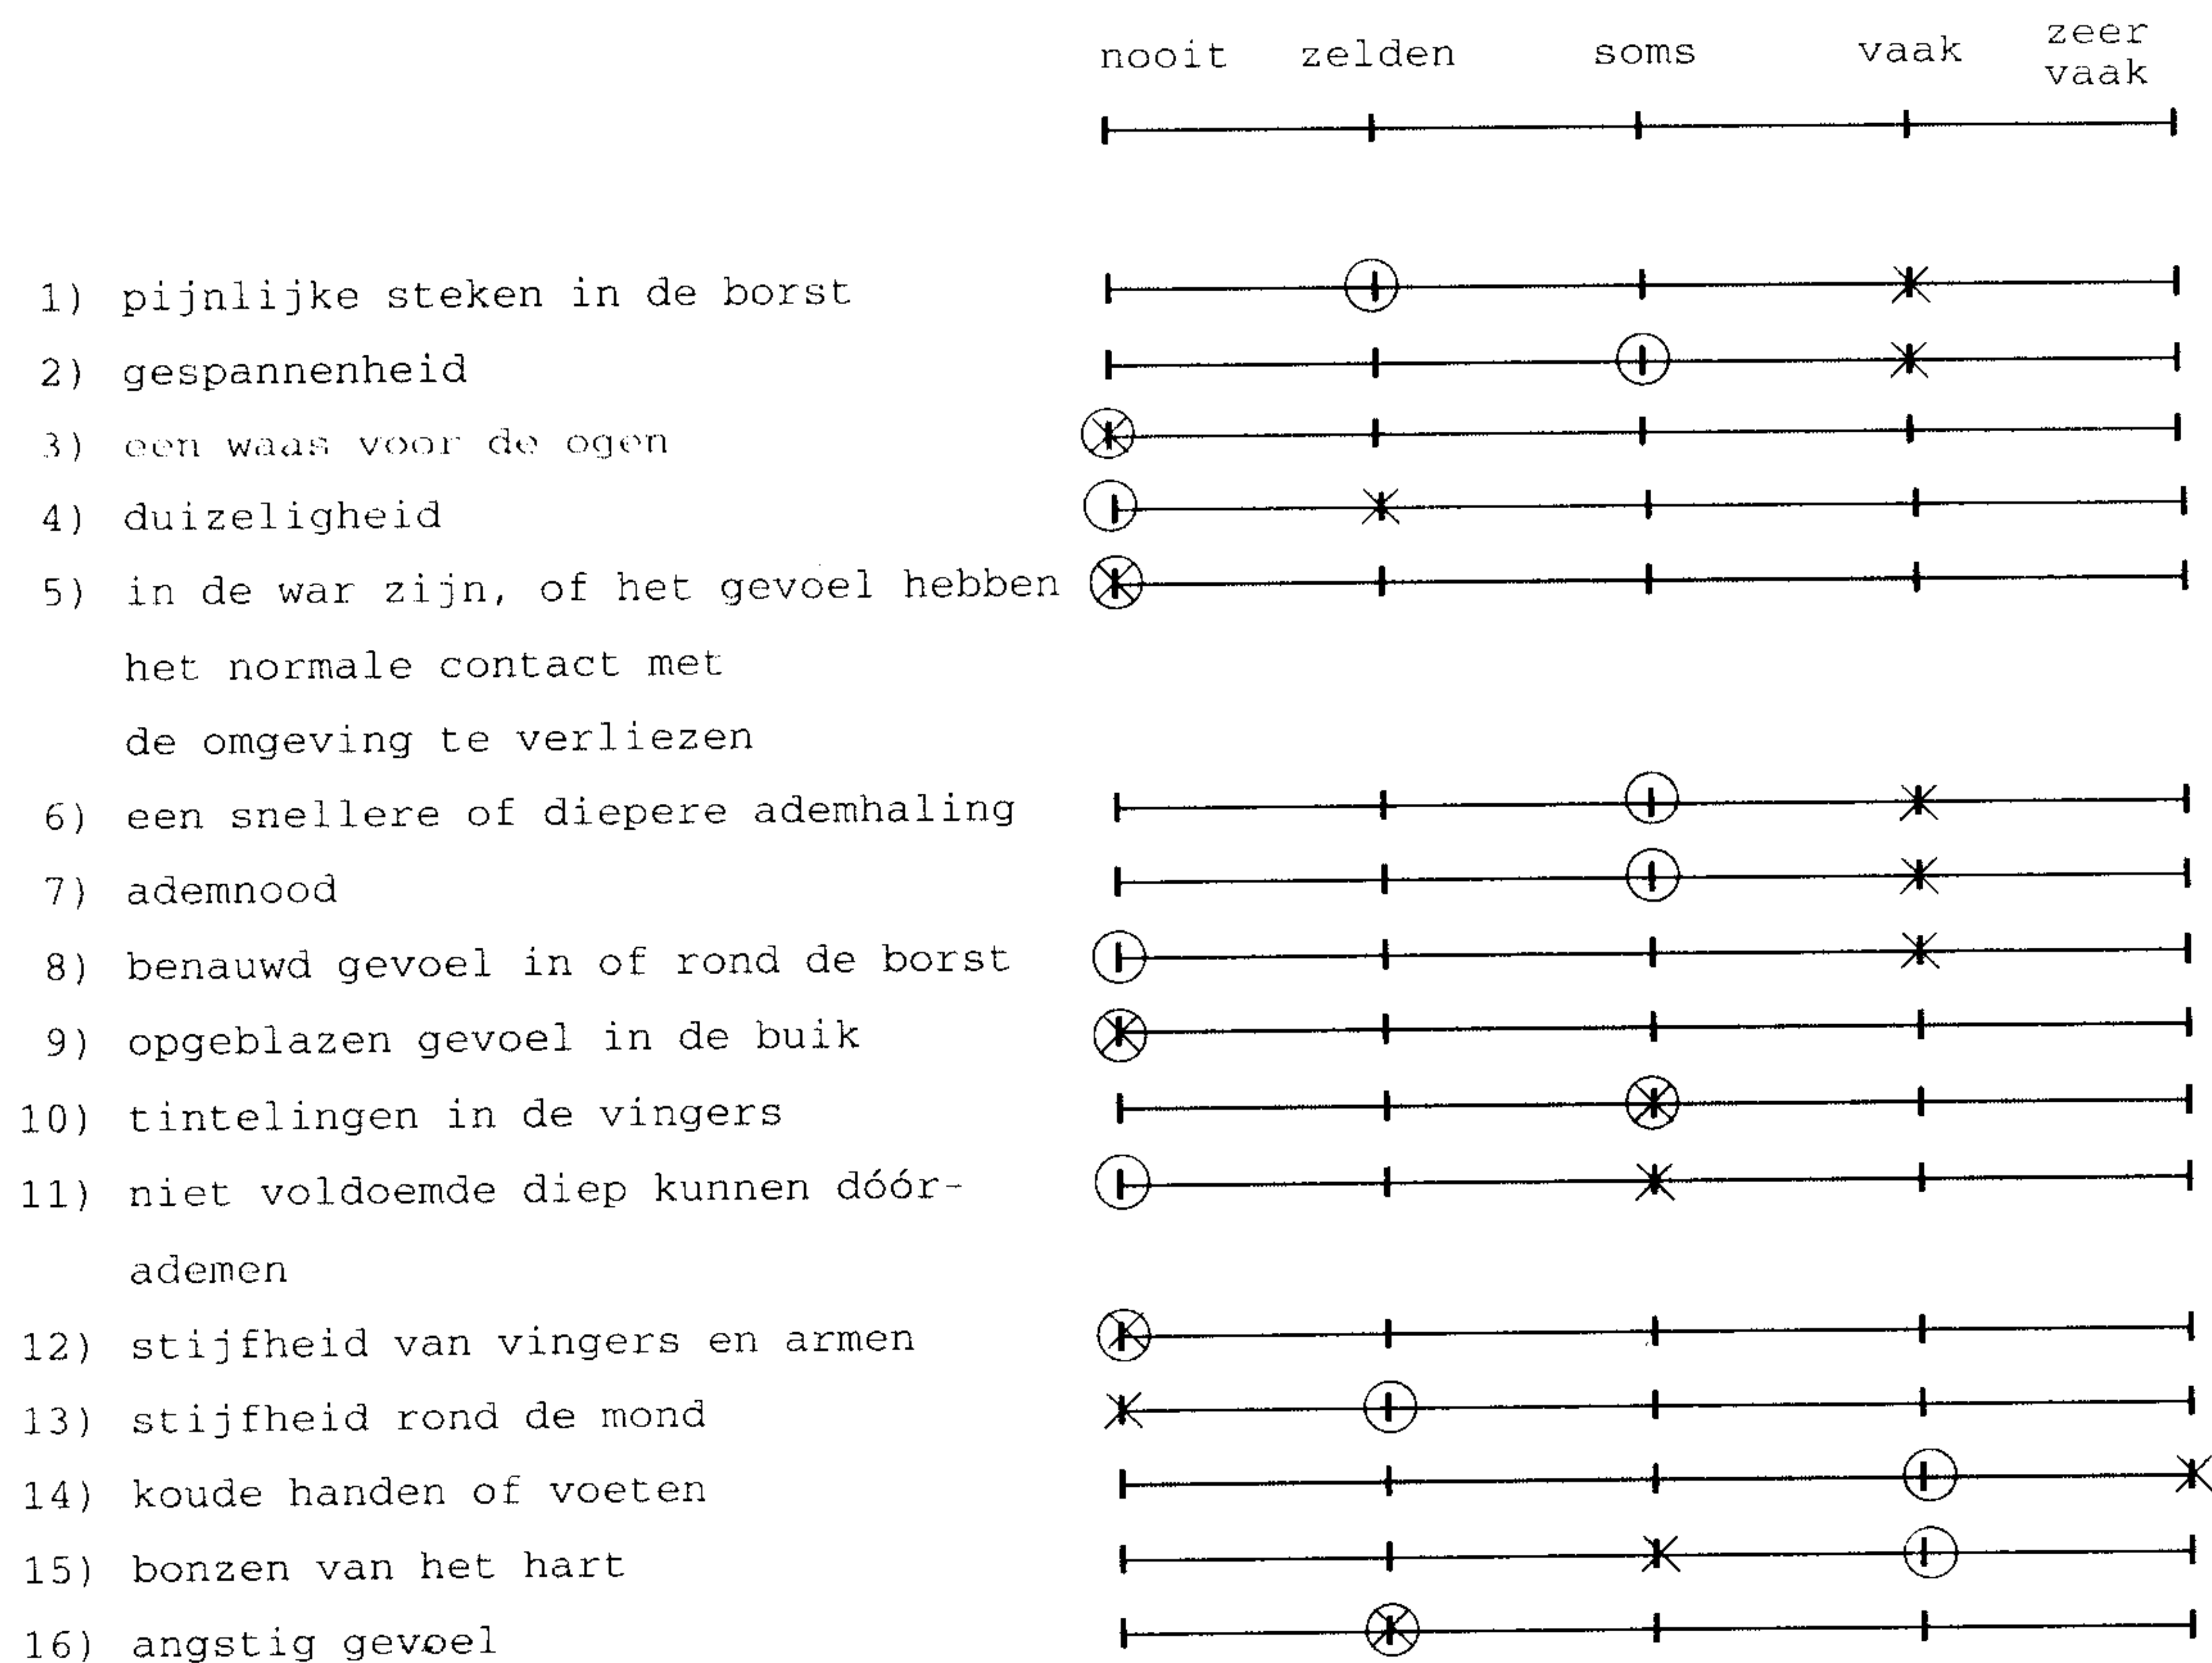 nooit zelden soms vaak zeer vaak
1) pijnlijke steken in de borst
2) gespannenheid
3) een waas voor de ogen
4) duizeligheid
5) in de war zijn, of het gevoel hebben
het normale contact met
de omgeving te verliezen
6) een snellere of diepere ademhaling
7) ademnood
8) benauwd gevoel in of rond de borst
9) opgeblazen gevoel in de buik
10) tintelingen in de vingers
11) niet voldoemde diep kunnen dóór-
ademen
12) stijfheid van vingers en armen
13) stijfheid rond de mond
14) koude handen of voeten
15) bonzen van het hart
16) angstig gevoel